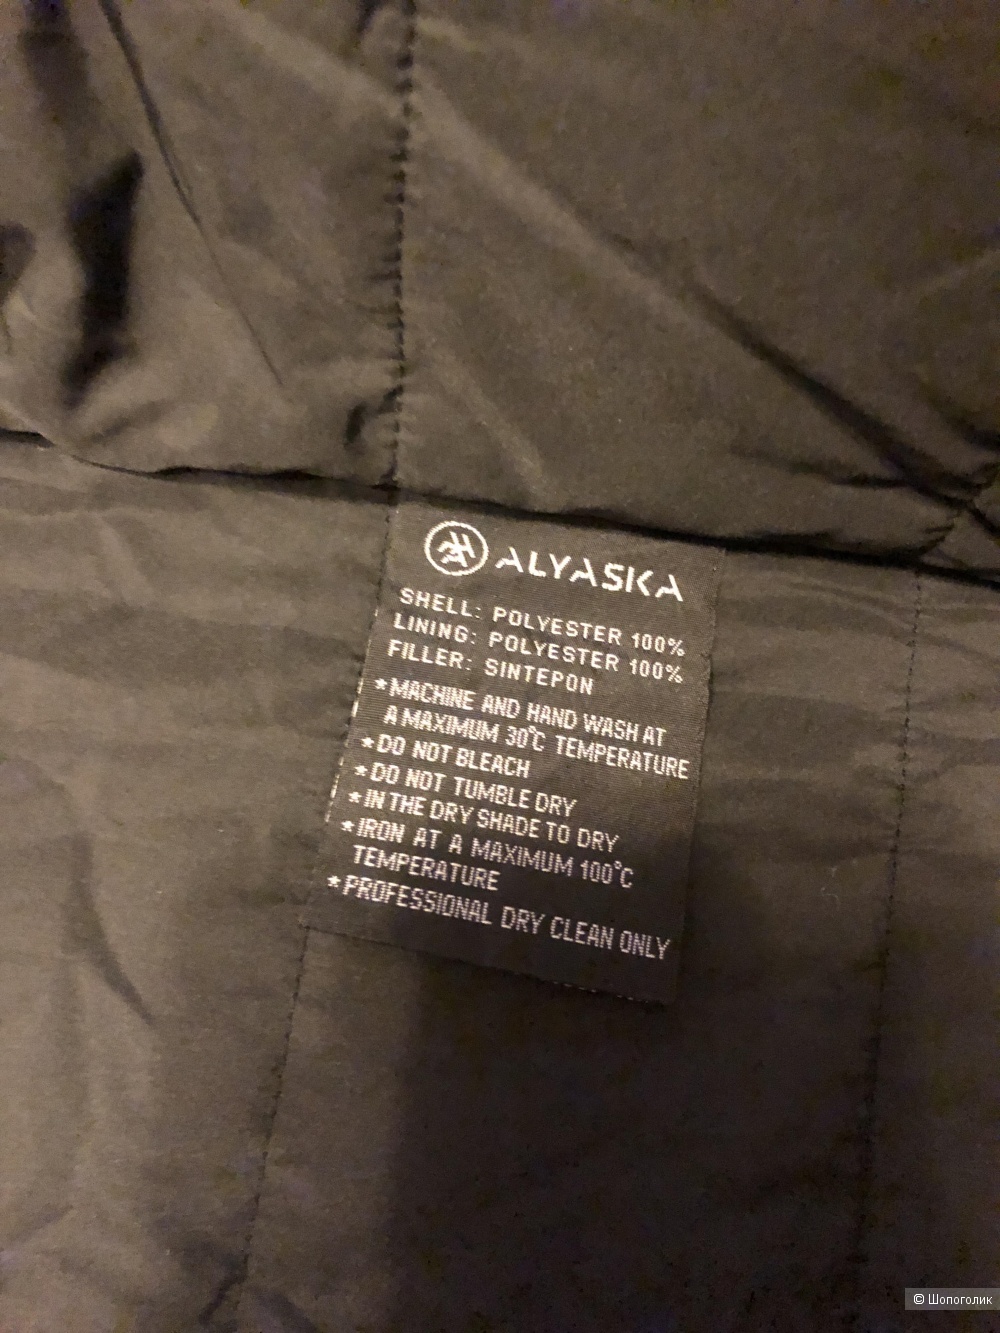 ALYASKA
SHELL: POLYESTER 100%
LINING: POLYESTER 100%
FILLER: SINTEPON
*MACHINE AND HAND WASH AT
A MAXIMUM 30°C TEMPERATURE
*DO NOT BLEACH
*DO NOT TUMBLE DRY
*IN THE DRY SHADE TO DRY
*IRON AT A MAXIMUM 100°C
TEMPERATURE
*PROFESSIONAL DRY CLEAN ONLY
© Шопоголик